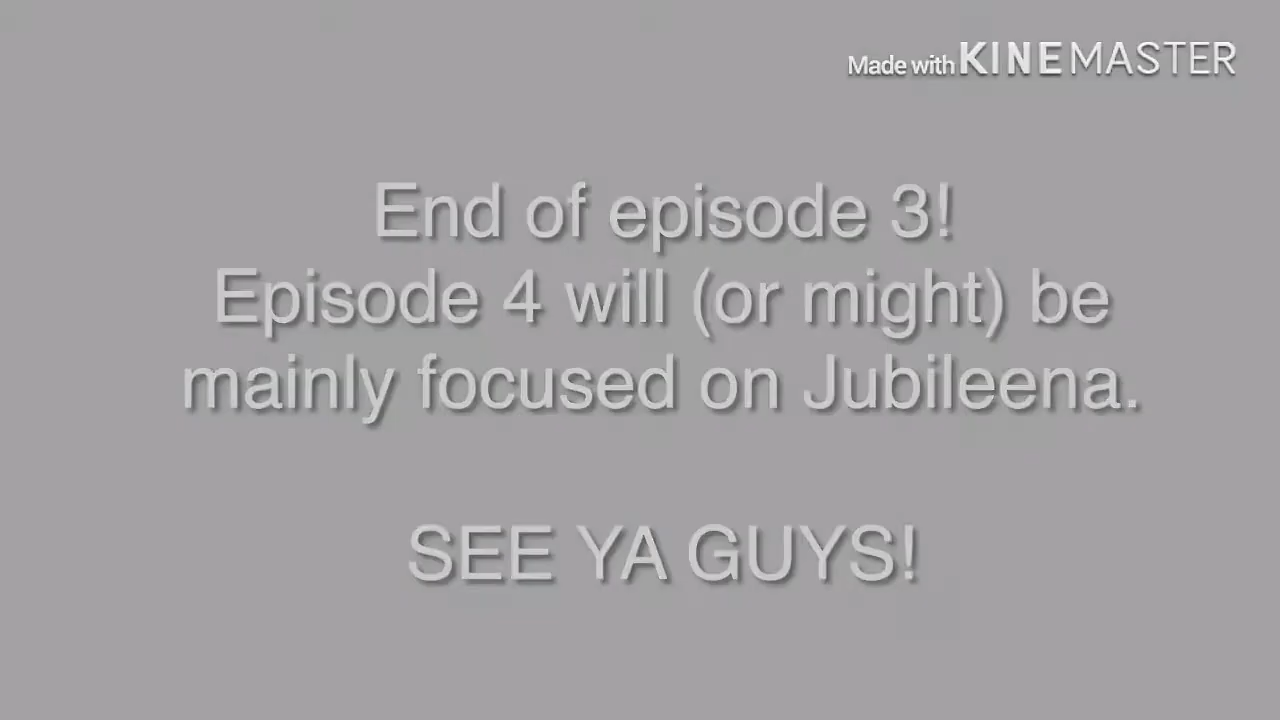 Made with KINEMASTER
End of episode 3!
Episode 4 will (or might) be
mainly focused on Jubileena.
SEE YA GUYS!